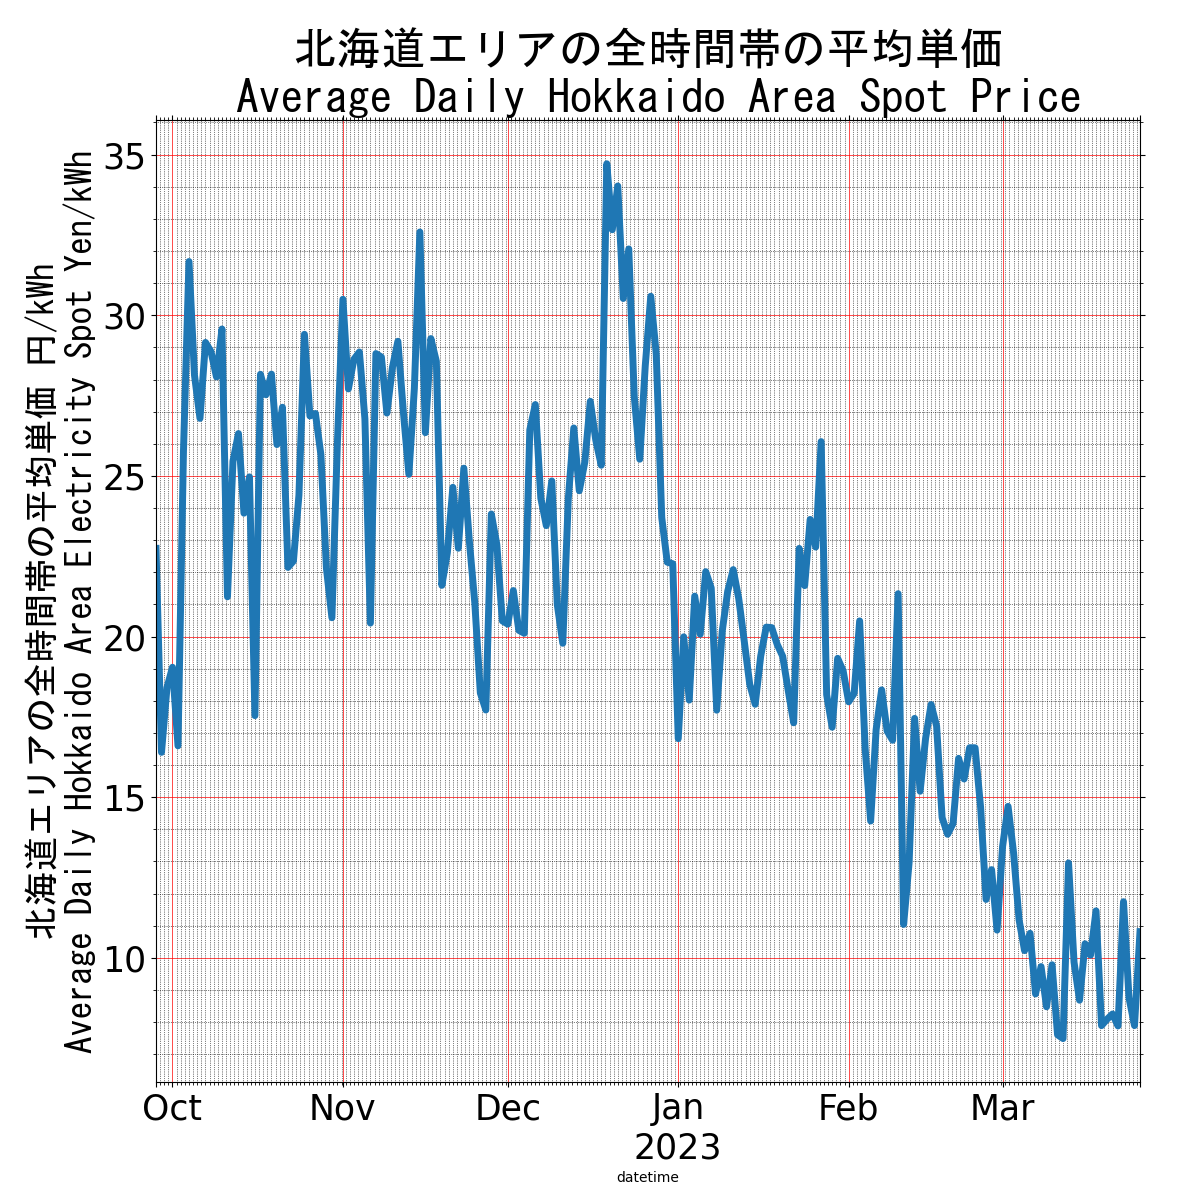 北海道エリアの全時間帯の平均単価
Average Daily Hokkaido Area Spot Price
北海道エリアの全時間帯の平均単価 円/kWh
Average Daily Hokkaido Area Electricity Spot Yen/kWh
35
30
25
20
15
10
Oct Nov Dec Jan Feb Mar
2023
datetime